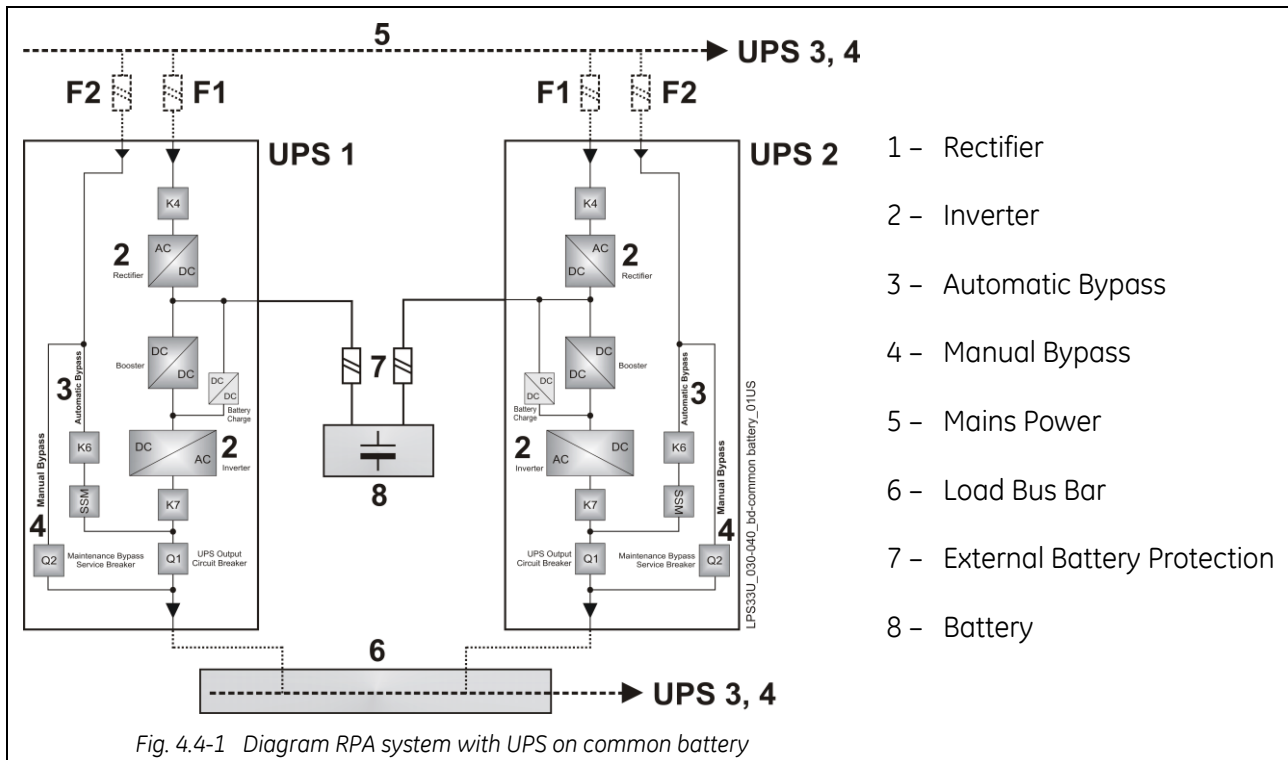 5
UPS 3, 4
F2
F1
F1
F2
UPS 1
UPS 2
K4
2
AC
DC
Rectifier
DC
DC
Booster
DC
DC
Battery
Charge
3
Automatic Bypass
Manual Bypass
K6
SSM
DC
AC
2
Inverter
K7
4
Q2
Maintenance Bypass
Service Breaker
Q1
UPS Output
Circuit Breaker
7
8
K4
AC
DC
2
Rectifier
DC
DC
Booster
DC
DC
Battery
Charge
2
Inverter
DC
AC
K7
3
Automatic Bypass
Manual Bypass
K6
SSM
4
UPS Output
Circuit Breaker
Q1
Maintenance Bypass
Service Breaker
Q2
LPS33U_030-040_bd-common battery_01US
6
UPS 3, 4
1 – Rectifier
2 – Inverter
3 – Automatic Bypass
4 – Manual Bypass
5 – Mains Power
6 – Load Bus Bar
7 – External Battery Protection
8 – Battery
Fig. 4.4-1 Diagram RPA system with UPS on common battery